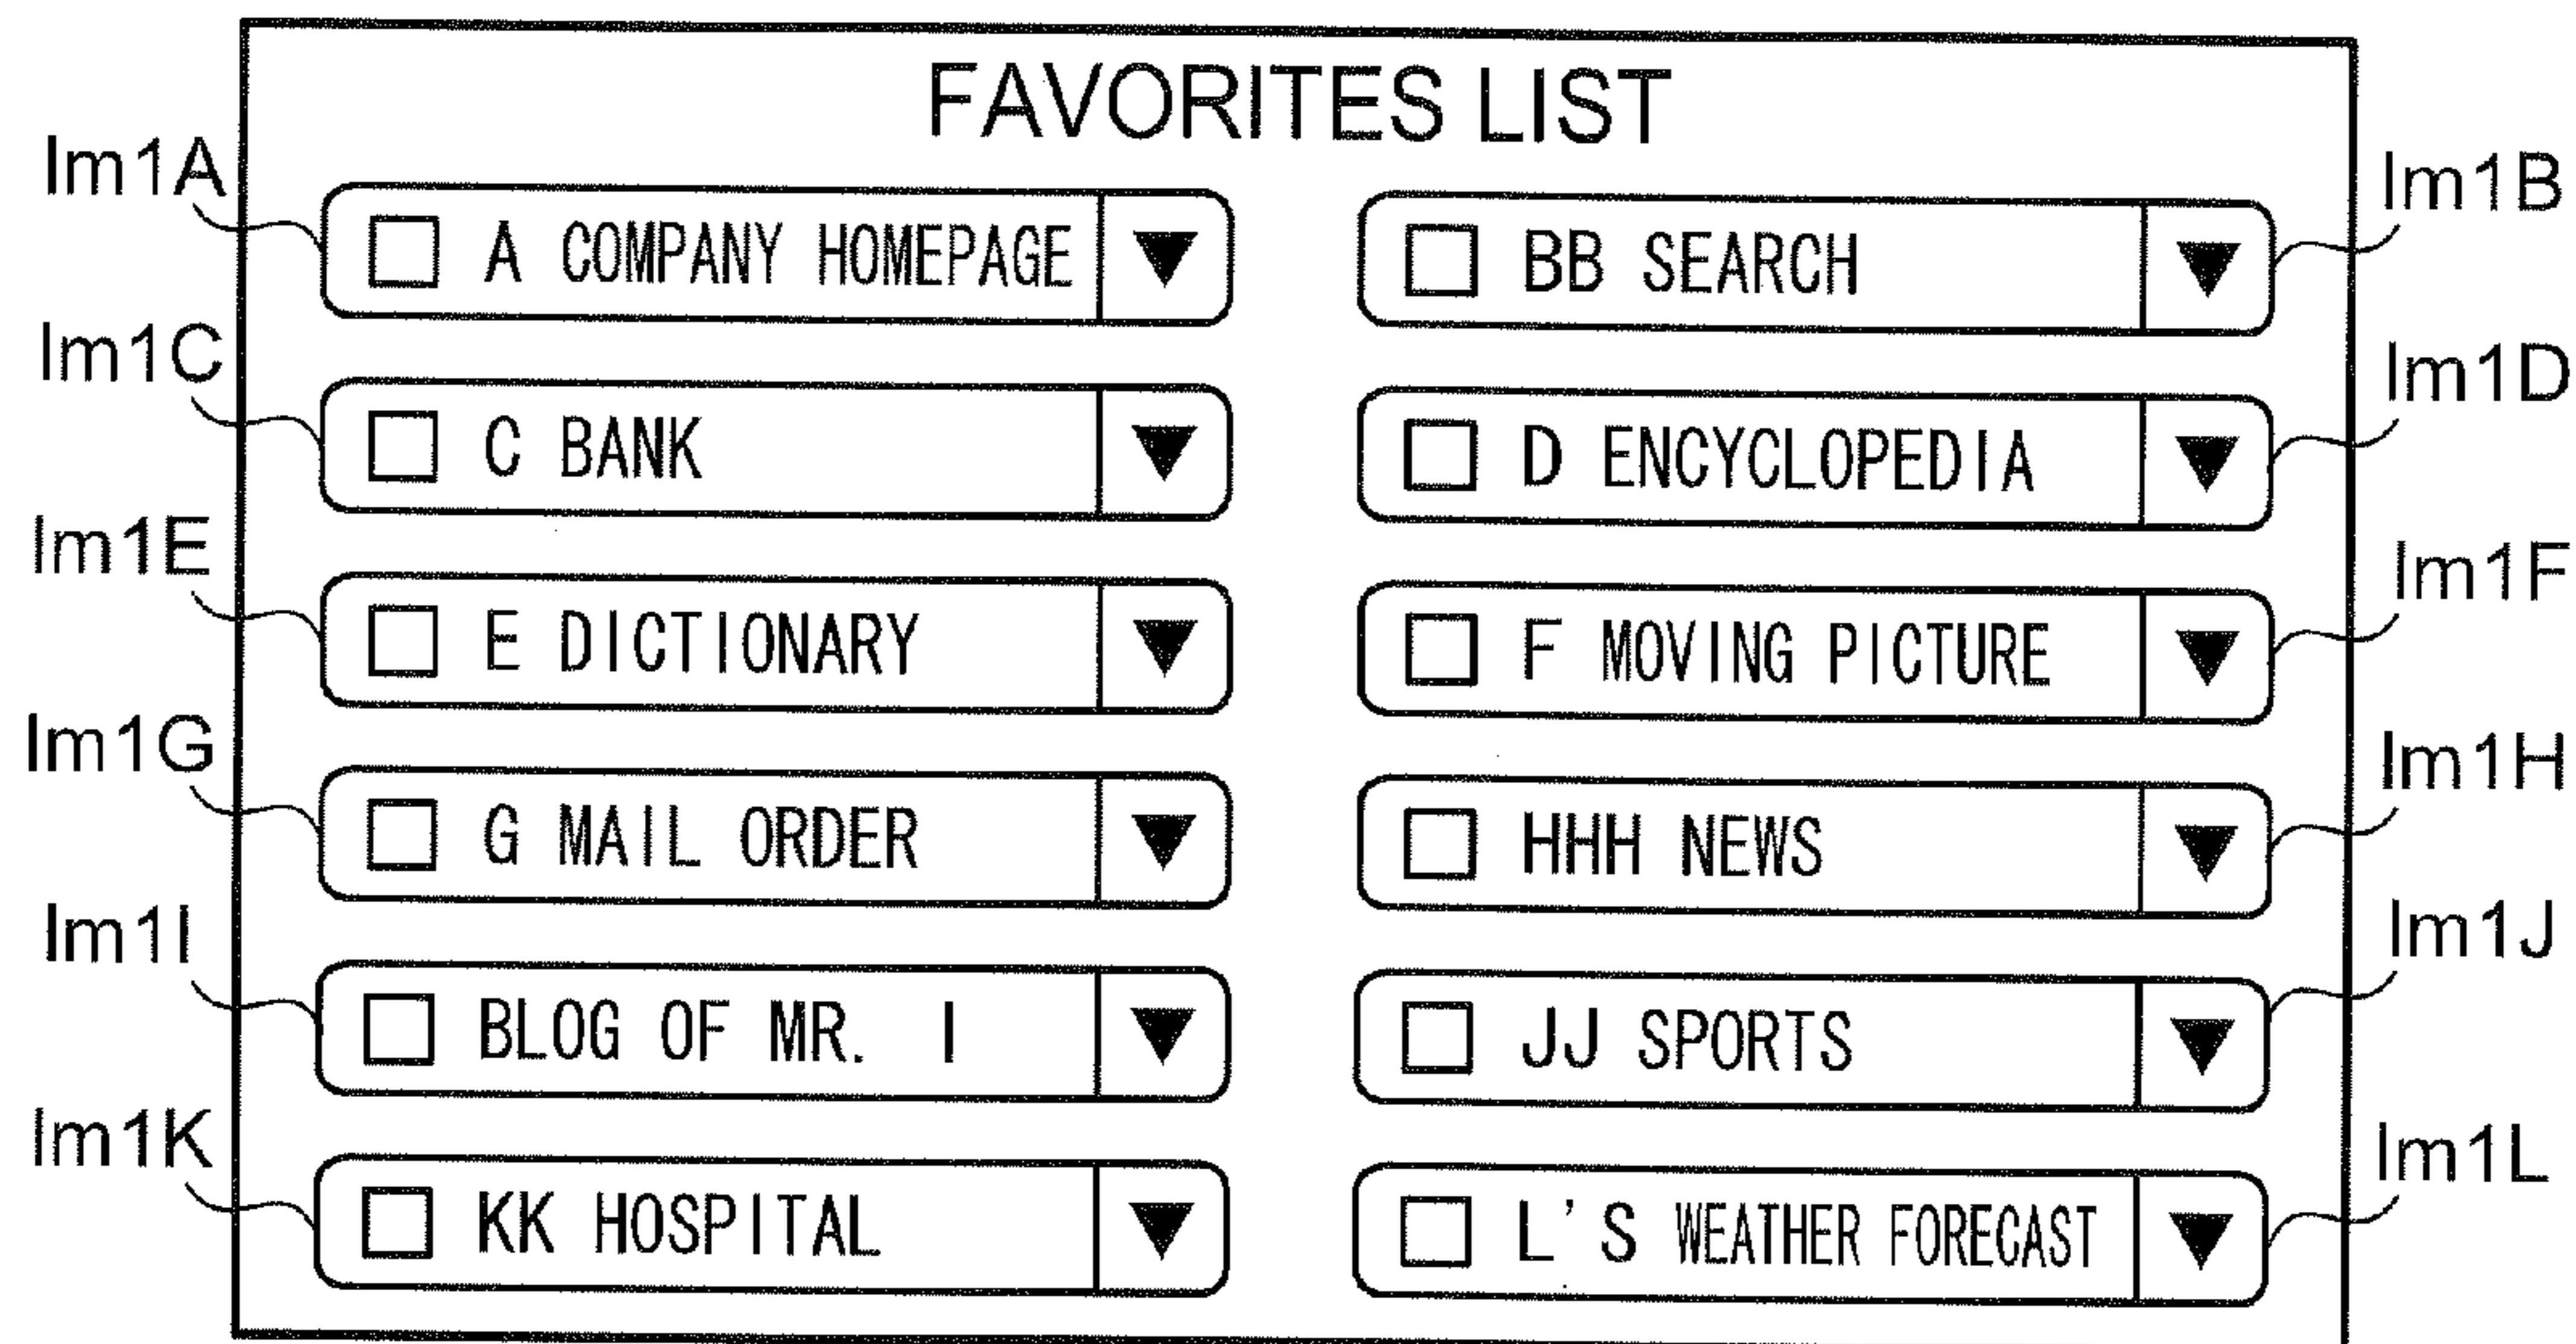 FAVORITES LIST
Im1A A COMPANY HOMEPAGE BB SEARCH Im1B
Im1C C BANK D ENCYCLOPEDIA Im1D
Im1E E DICTIONARY F MOVING PICTURE Im1F
Im1G G MAIL ORDER HHH NEWS Im1H
Im1I BLOG OF MR. I JJ SPORTS Im1J
Im1K KK HOSPITAL L'S WEATHER FORECAST Im1L